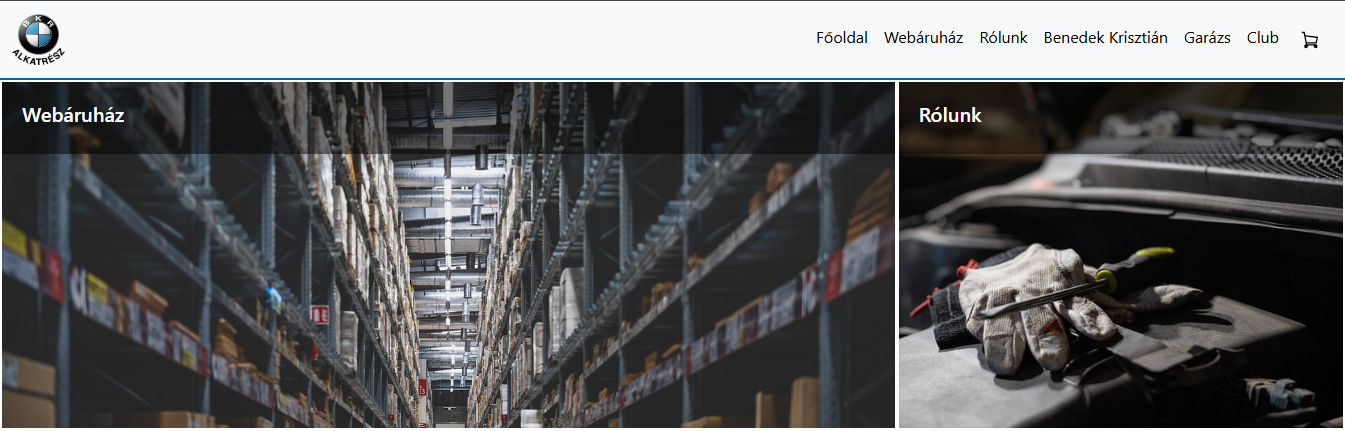 BKR
ALKATRÉSZ
Főoldal Webáruház Rólunk Benedek Krisztián Garázs Club
Webáruház Rólunk